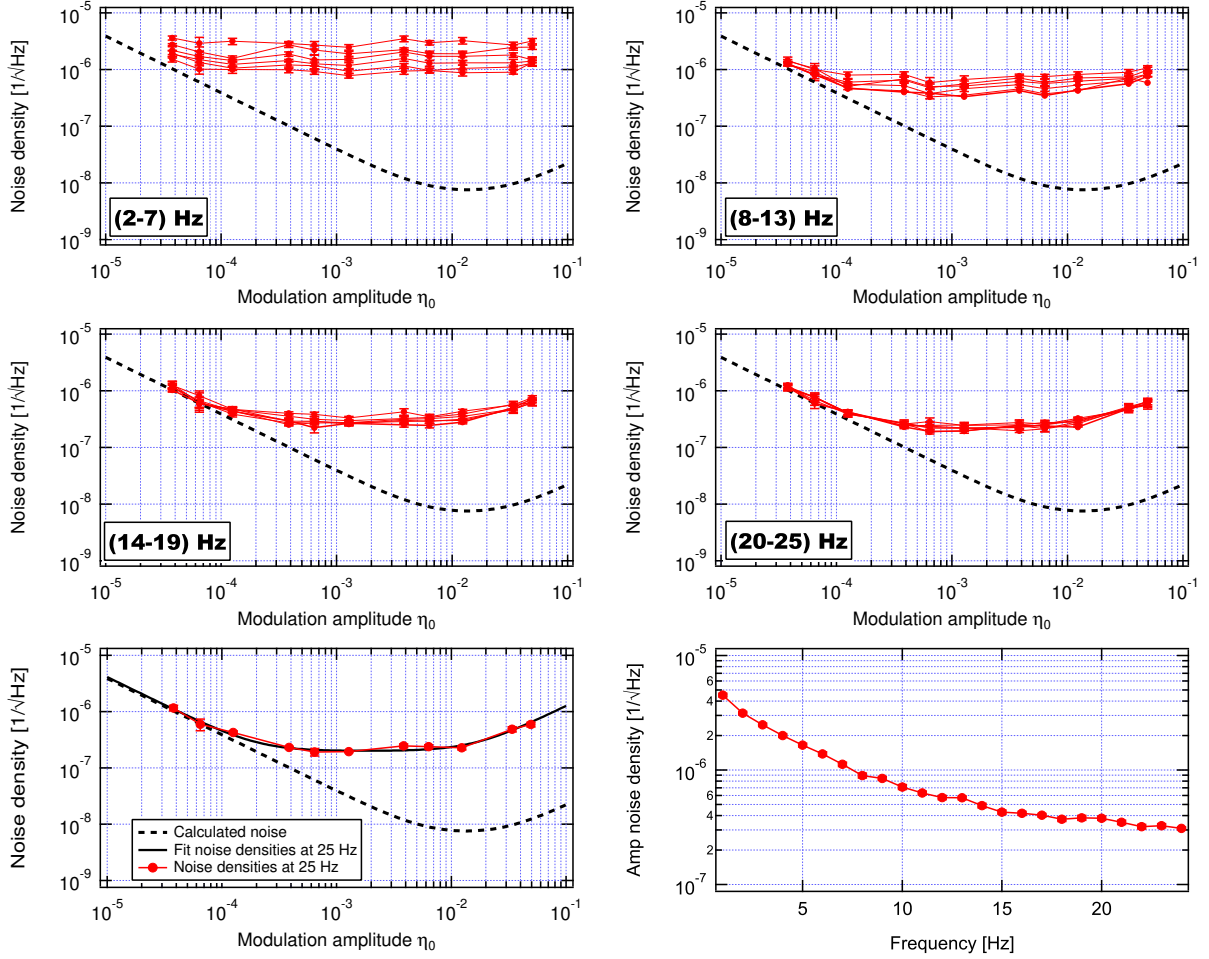 Noise density [1/√Hz]
10⁻⁵
10⁻⁶
10⁻⁷
10⁻⁸
10⁻⁹
(2-7) Hz
10⁻⁵ 10⁻⁴ 10⁻³ 10⁻² 10⁻¹
Modulation amplitude η₀
Noise density [1/√Hz]
10⁻⁵
10⁻⁶
10⁻⁷
10⁻⁸
10⁻⁹
(8-13) Hz
10⁻⁵ 10⁻⁴ 10⁻³ 10⁻² 10⁻¹
Modulation amplitude η₀
Noise density [1/√Hz]
10⁻⁵
10⁻⁶
10⁻⁷
10⁻⁸
10⁻⁹
(14-19) Hz
10⁻⁵ 10⁻⁴ 10⁻³ 10⁻² 10⁻¹
Modulation amplitude η₀
Noise density [1/√Hz]
10⁻⁵
10⁻⁶
10⁻⁷
10⁻⁸
10⁻⁹
(20-25) Hz
10⁻⁵ 10⁻⁴ 10⁻³ 10⁻² 10⁻¹
Modulation amplitude η₀
Noise density [1/√Hz]
10⁻⁵
10⁻⁶
10⁻⁷
10⁻⁸
10⁻⁹
Calculated noise
Fit noise densities at 25 Hz
Noise densities at 25 Hz
10⁻⁵ 10⁻⁴ 10⁻³ 10⁻² 10⁻¹
Modulation amplitude η₀
Amp noise density [1/√Hz]
10⁻⁵
6
4
2
10⁻⁶
6
4
2
10⁻⁷
5 10 15 20
Frequency [Hz]